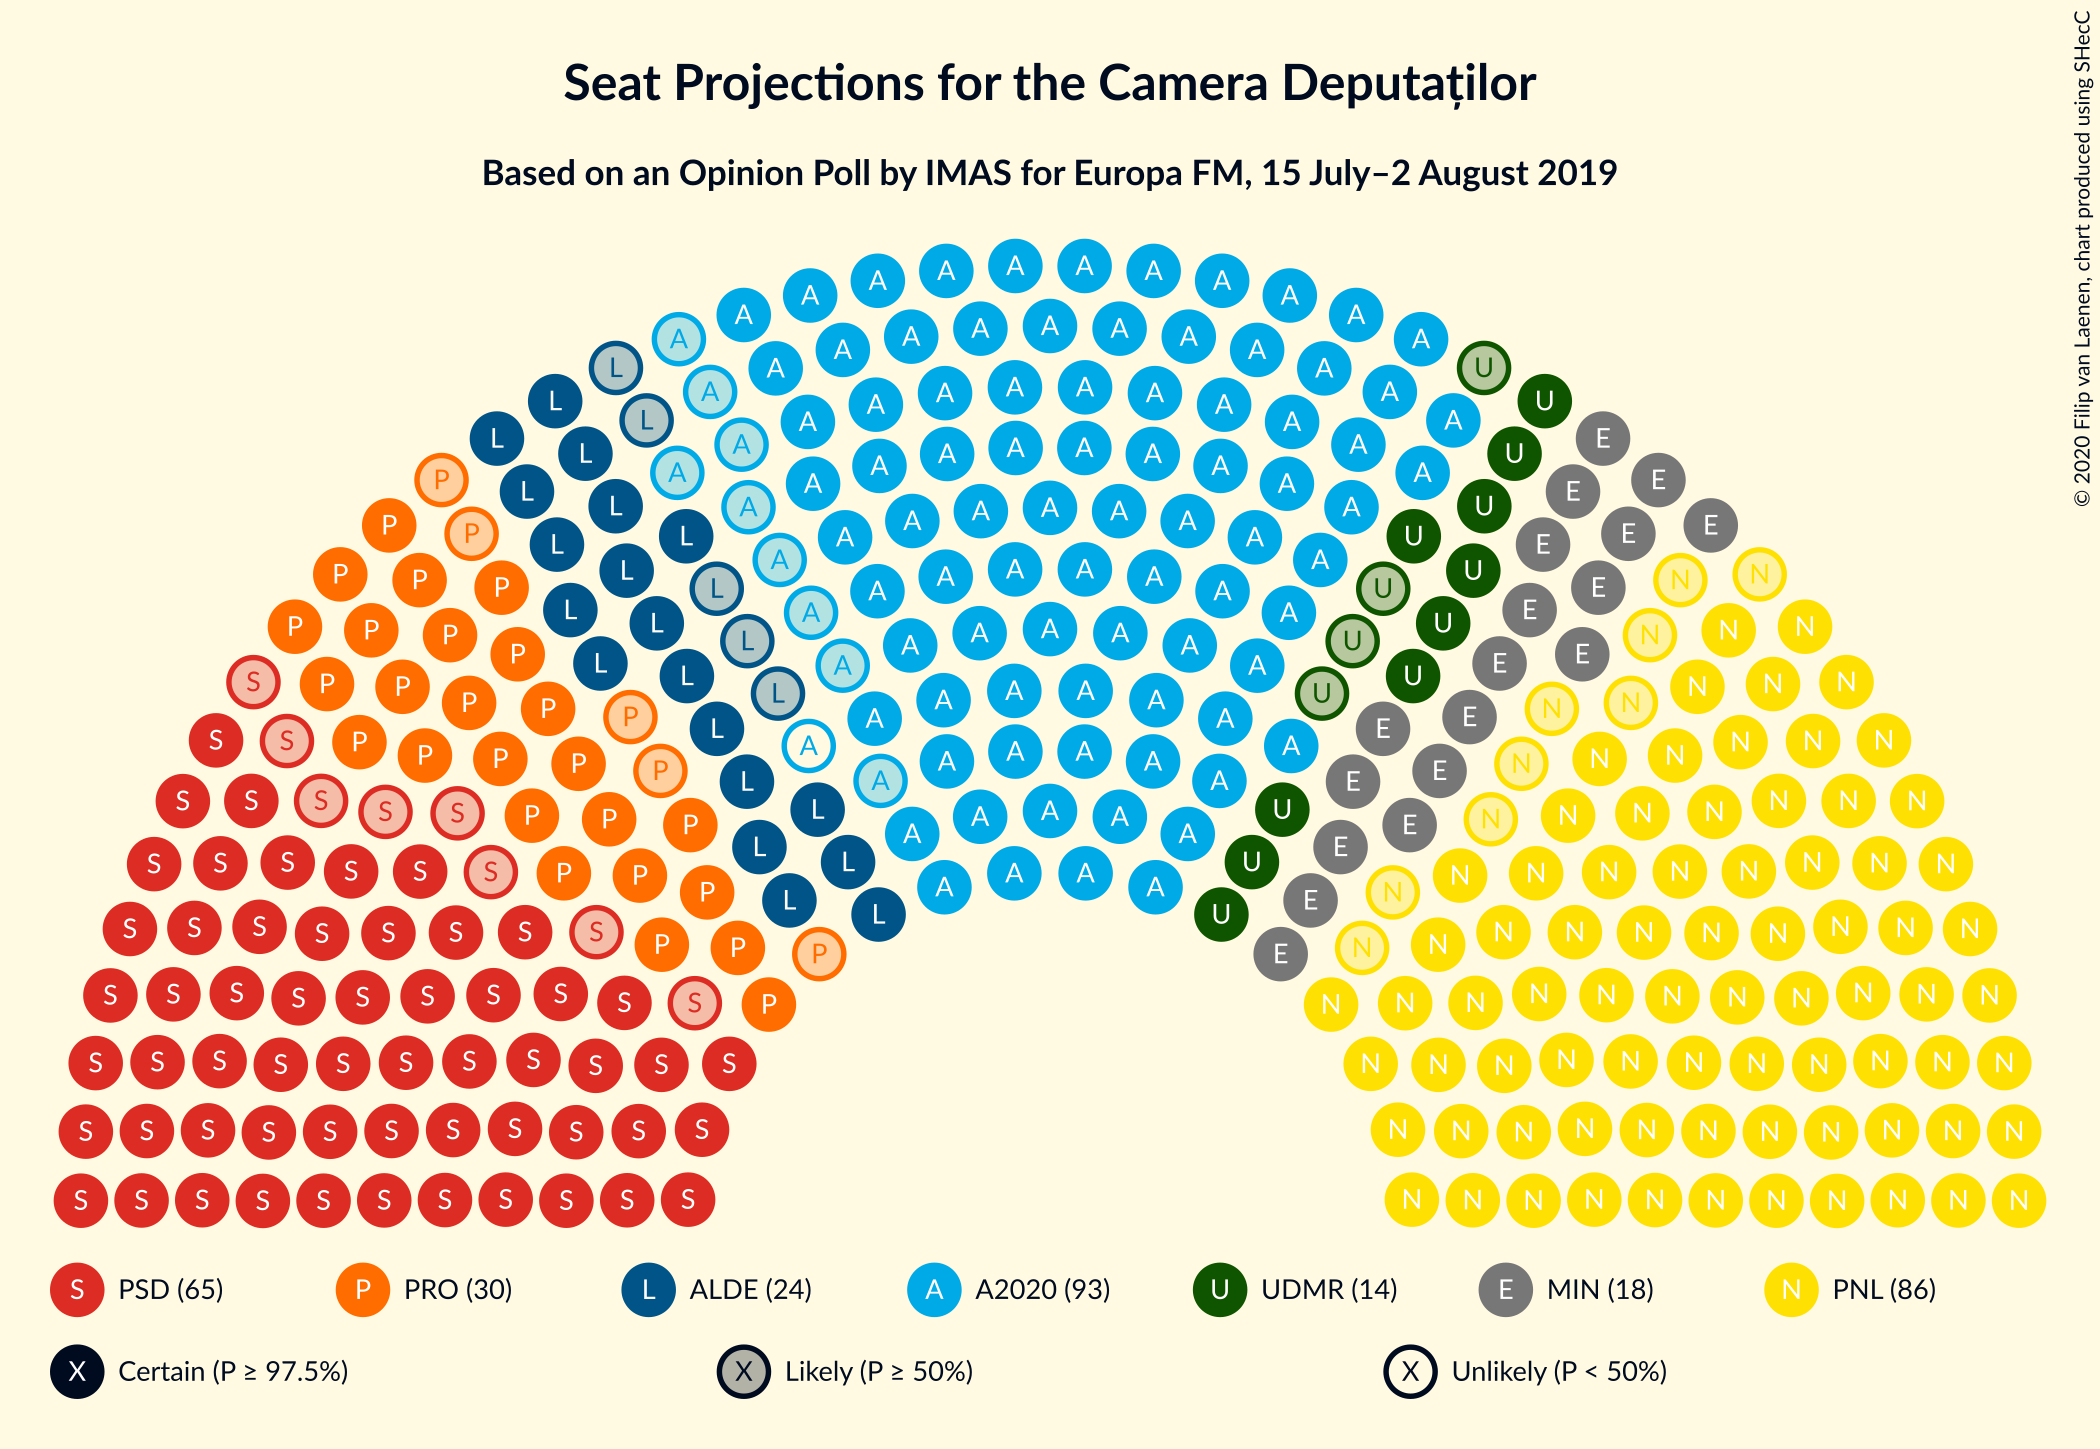 Seat Projections for the Camera Deputaților
Based on an Opinion Poll by IMAS for Europa FM, 15 July–2 August 2019
© 2020 Filip van Laenen, chart produced using SHecC
S PSD (65) P PRO (30) L ALDE (24) A A2020 (93) U UDMR (14) E MIN (18) N PNL (86)
X Certain (P ≥ 97.5%) X Likely (P ≥ 50%) X Unlikely (P < 50%)